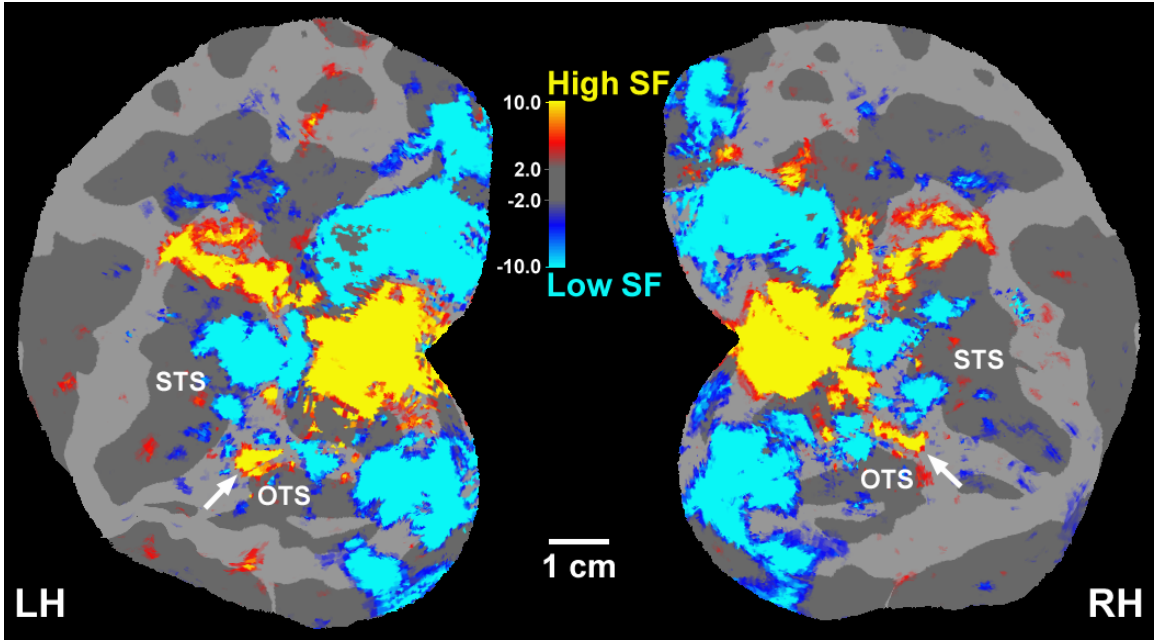 High SF
10.0
2.0
-2.0
-10.0
Low SF
STS
STS
OTS
OTS
1 cm
LH
RH